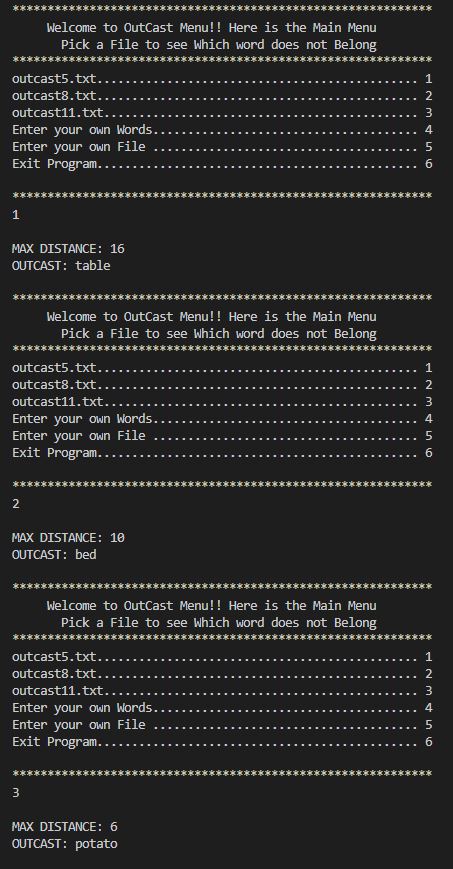 ************************************************************
Welcome to OutCast Menu!! Here is the Main Menu
Pick a File to see Which word does not Belong
************************************************************
outcast5.txt.............................................. 1
outcast8.txt.............................................. 2
outcast11.txt............................................. 3
Enter your own Words...................................... 4
Enter your own File ...................................... 5
Exit Program.............................................. 6

************************************************************
1

MAX DISTANCE: 16
OUTCAST: table

************************************************************
Welcome to OutCast Menu!! Here is the Main Menu
Pick a File to see Which word does not Belong
************************************************************
outcast5.txt.............................................. 1
outcast8.txt.............................................. 2
outcast11.txt............................................. 3
Enter your own Words...................................... 4
Enter your own File ...................................... 5
Exit Program.............................................. 6

************************************************************
2

MAX DISTANCE: 10
OUTCAST: bed

************************************************************
Welcome to OutCast Menu!! Here is the Main Menu
Pick a File to see Which word does not Belong
************************************************************
outcast5.txt.............................................. 1
outcast8.txt.............................................. 2
outcast11.txt............................................. 3
Enter your own Words...................................... 4
Enter your own File ...................................... 5
Exit Program.............................................. 6

************************************************************
3

MAX DISTANCE: 6
OUTCAST: potato